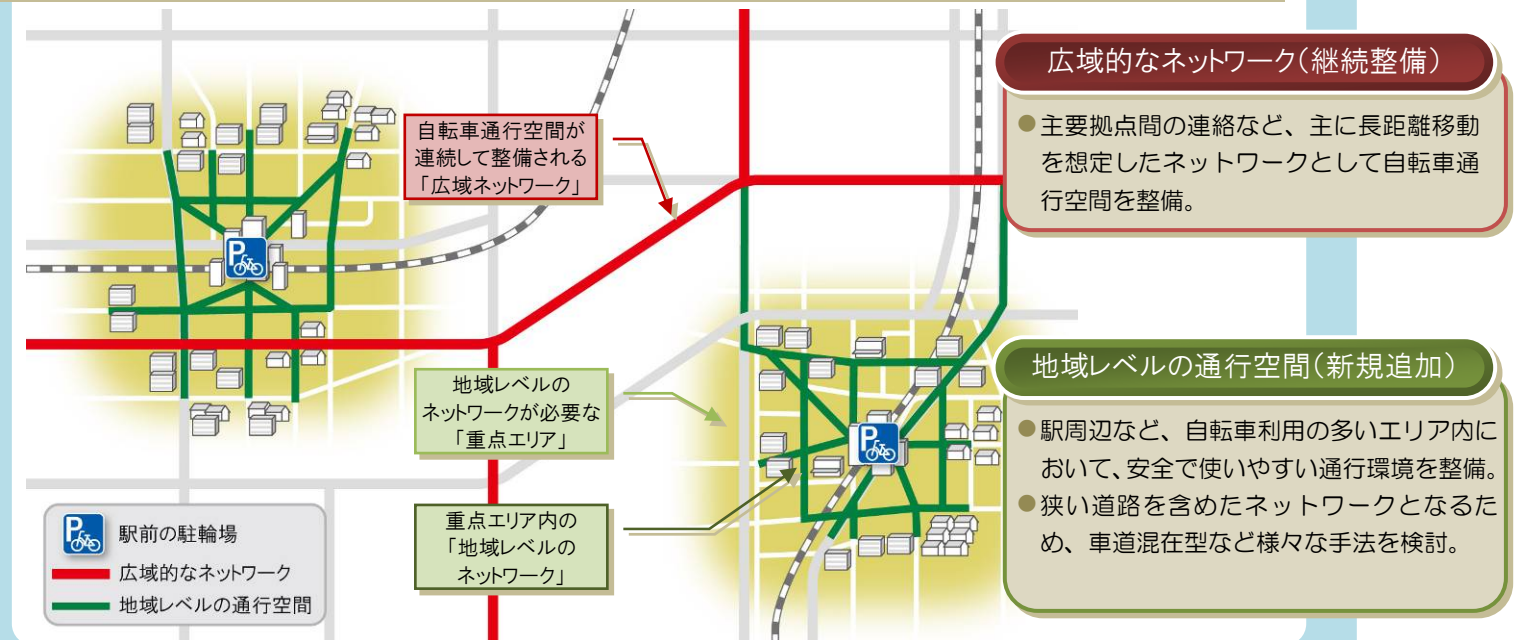 自転車通行空間が
連続して整備される
「広域ネットワーク」
広域的なネットワーク(継続整備)
●主要拠点間の連絡など、主に長距離移動
を想定したネットワークとして自転車通
行空間を整備。
P
地域レベルの
ネットワークが必要な
「重点エリア」
地域レベルの通行空間(新規追加)
●駅周辺など、自転車利用の多いエリア内に
おいて、安全で使いやすい通行環境を整備。
●狭い道路を含めたネットワークとなるた
め、車道混在型など様々な手法を検討。
P
重点エリア内の
「地域レベルの
ネットワーク」
P
駅前の駐輪場
広域的なネットワーク
地域レベルの通行空間